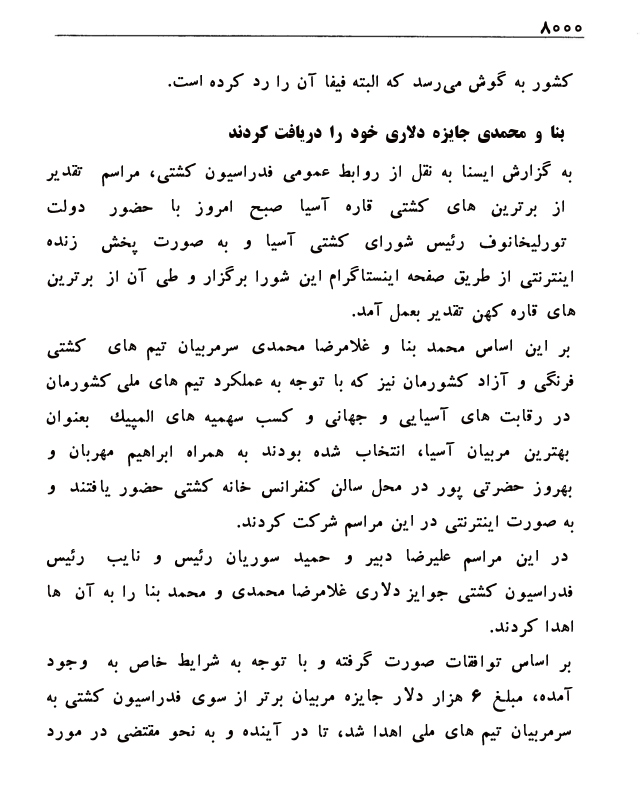 ۸۰۰۰
کشور به گوش می‌رسد که البته فیفا آن را رد کرده است.
بنا و محمدی جایزه دلاری خود را دریافت کردند
به گزارش ایسنا به نقل از روابط عمومی فدراسیون کشتی، مراسم تقدیر
از برترین های کشتی قاره آسیا صبح امروز با حضور دولت
تورلیخانوف رئیس شورای کشتی آسیا و به صورت پخش زنده
اینترنتی از طریق صفحه اینستاگرام این شورا برگزار و طی آن از برترین
های قاره کهن تقدیر بعمل آمد.
بر این اساس محمد بنا و غلامرضا محمدی سرمربیان تیم های کشتی
فرنگی و آزاد کشورمان نیز که با توجه به عملکرد تیم های ملی کشورمان
در رقابت های آسیایی و جهانی و کسب سهمیه های المپیک بعنوان
بهترین مربیان آسیا، انتخاب شده بودند به همراه ابراهیم مهربان و
بهروز حضرتی پور در محل سالن کنفرانس خانه کشتی حضور یافتند و
به صورت اینترنتی در این مراسم شرکت کردند.
در این مراسم علیرضا دبیر و حمید سوریان رئیس و نایب رئیس
فدراسیون کشتی جوایز دلاری غلامرضا محمدی و محمد بنا را به آن ها
اهدا کردند.
بر اساس توافقات صورت گرفته و با توجه به شرایط خاص به وجود
آمده، مبلغ ۶ هزار دلار جایزه مربیان برتر از سوی فدراسیون کشتی به
سرمربیان تیم های ملی اهدا شد، تا در آینده و به نحو مقتضی در مورد